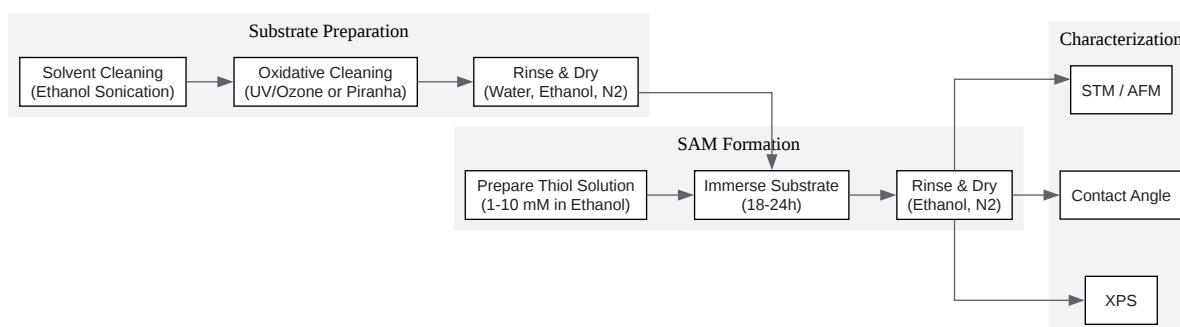 Substrate Preparation
Solvent Cleaning
(Ethanol Sonication)
Oxidative Cleaning
(UV/Ozone or Piranha)
Rinse & Dry
(Water, Ethanol, N2)
SAM Formation
Prepare Thiol Solution
(1-10 mM in Ethanol)
Immerse Substrate
(18-24h)
Rinse & Dry
(Ethanol, N2)
Characterization
STM / AFM
Contact Angle
XPS